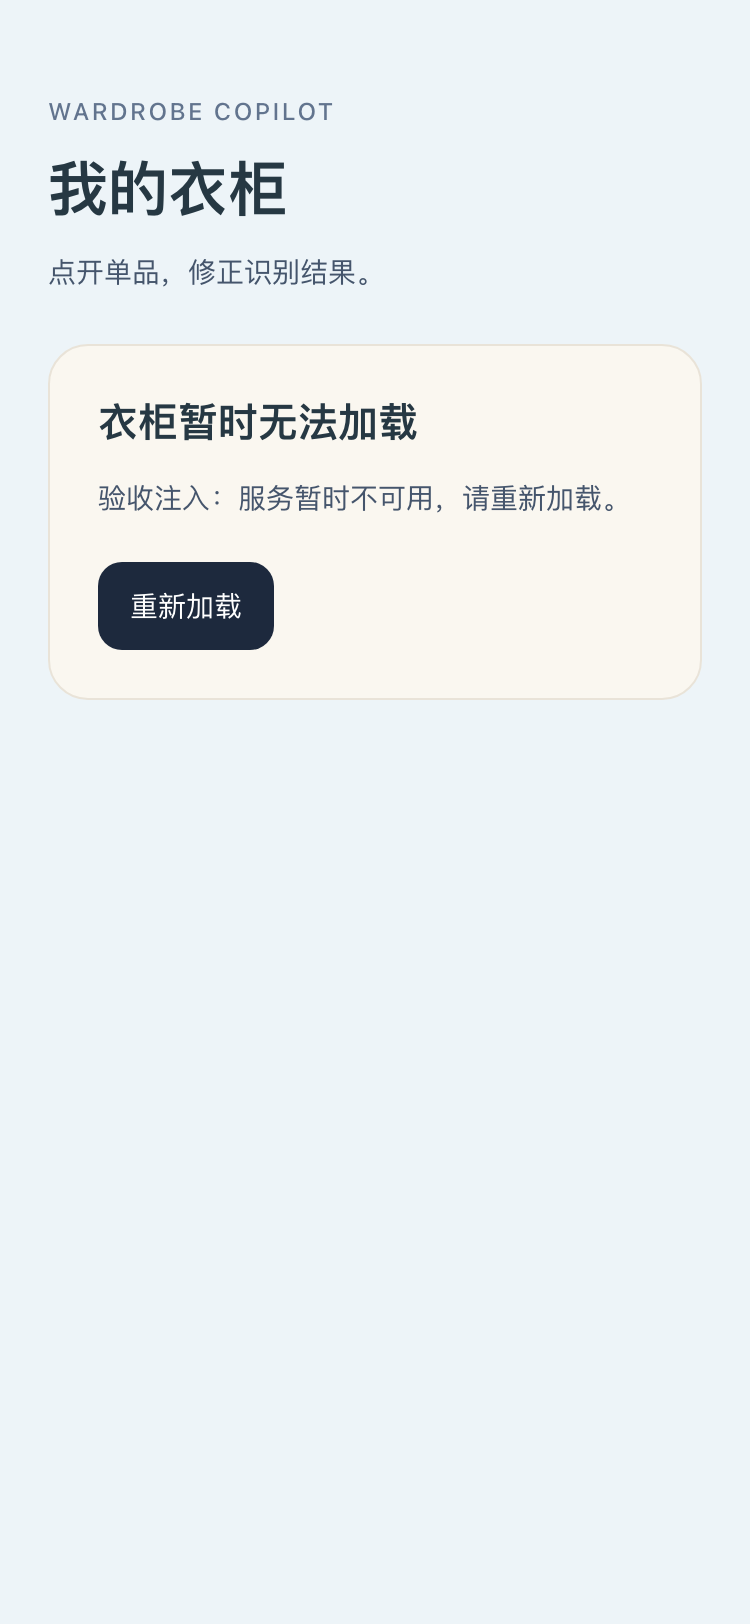 WARDROBE COPILOT
我的衣柜
点开单品，修正识别结果。
衣柜暂时无法加载
验收注入：服务暂时不可用，请重新加载。
重新加载